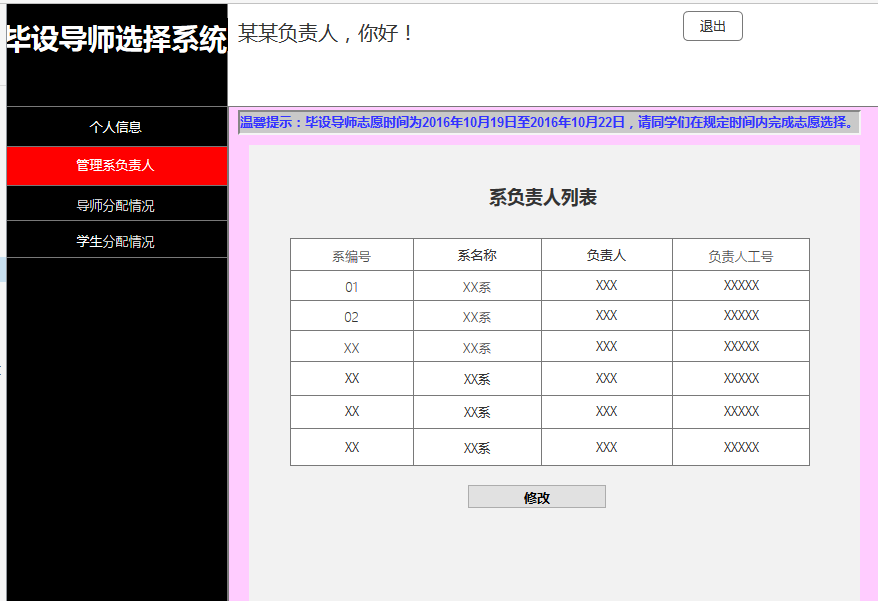 毕设导师选择系统
某某负责人，你好！
退出
温馨提示：毕设导师志愿时间为2016年10月19日至2016年10月22日，请同学们在规定时间内完成志愿选择。
个人信息
管理系负责人
导师分配情况
学生分配情况
系负责人列表
系编号 系名称 负责人 负责人工号
01 XX系 XXX XXXXX
02 XX系 XXX XXXXX
XX XX系 XXX XXXXX
XX XX系 XXX XXXXX
XX XX系 XXX XXXXX
XX XX系 XXX XXXXX
修改